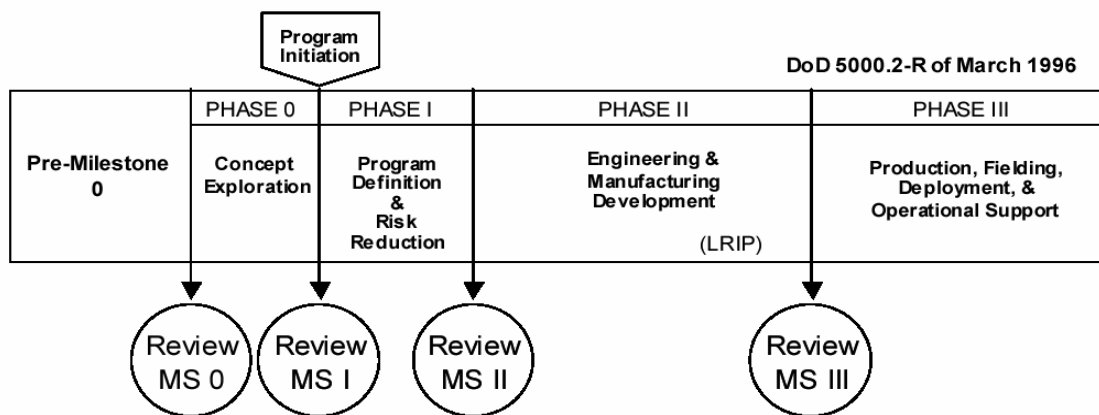 Program
Initiation
DoD 5000.2-R of March 1996
PHASE 0
PHASE I
PHASE II
PHASE III
Pre-Milestone
0
Concept
Exploration
Program
Definition
&
Risk
Reduction
Engineering &
Manufacturing
Development
(LRIP)
Production, Fielding,
Deployment, &
Operational Support
Review
MS 0
Review
MS I
Review
MS II
Review
MS III